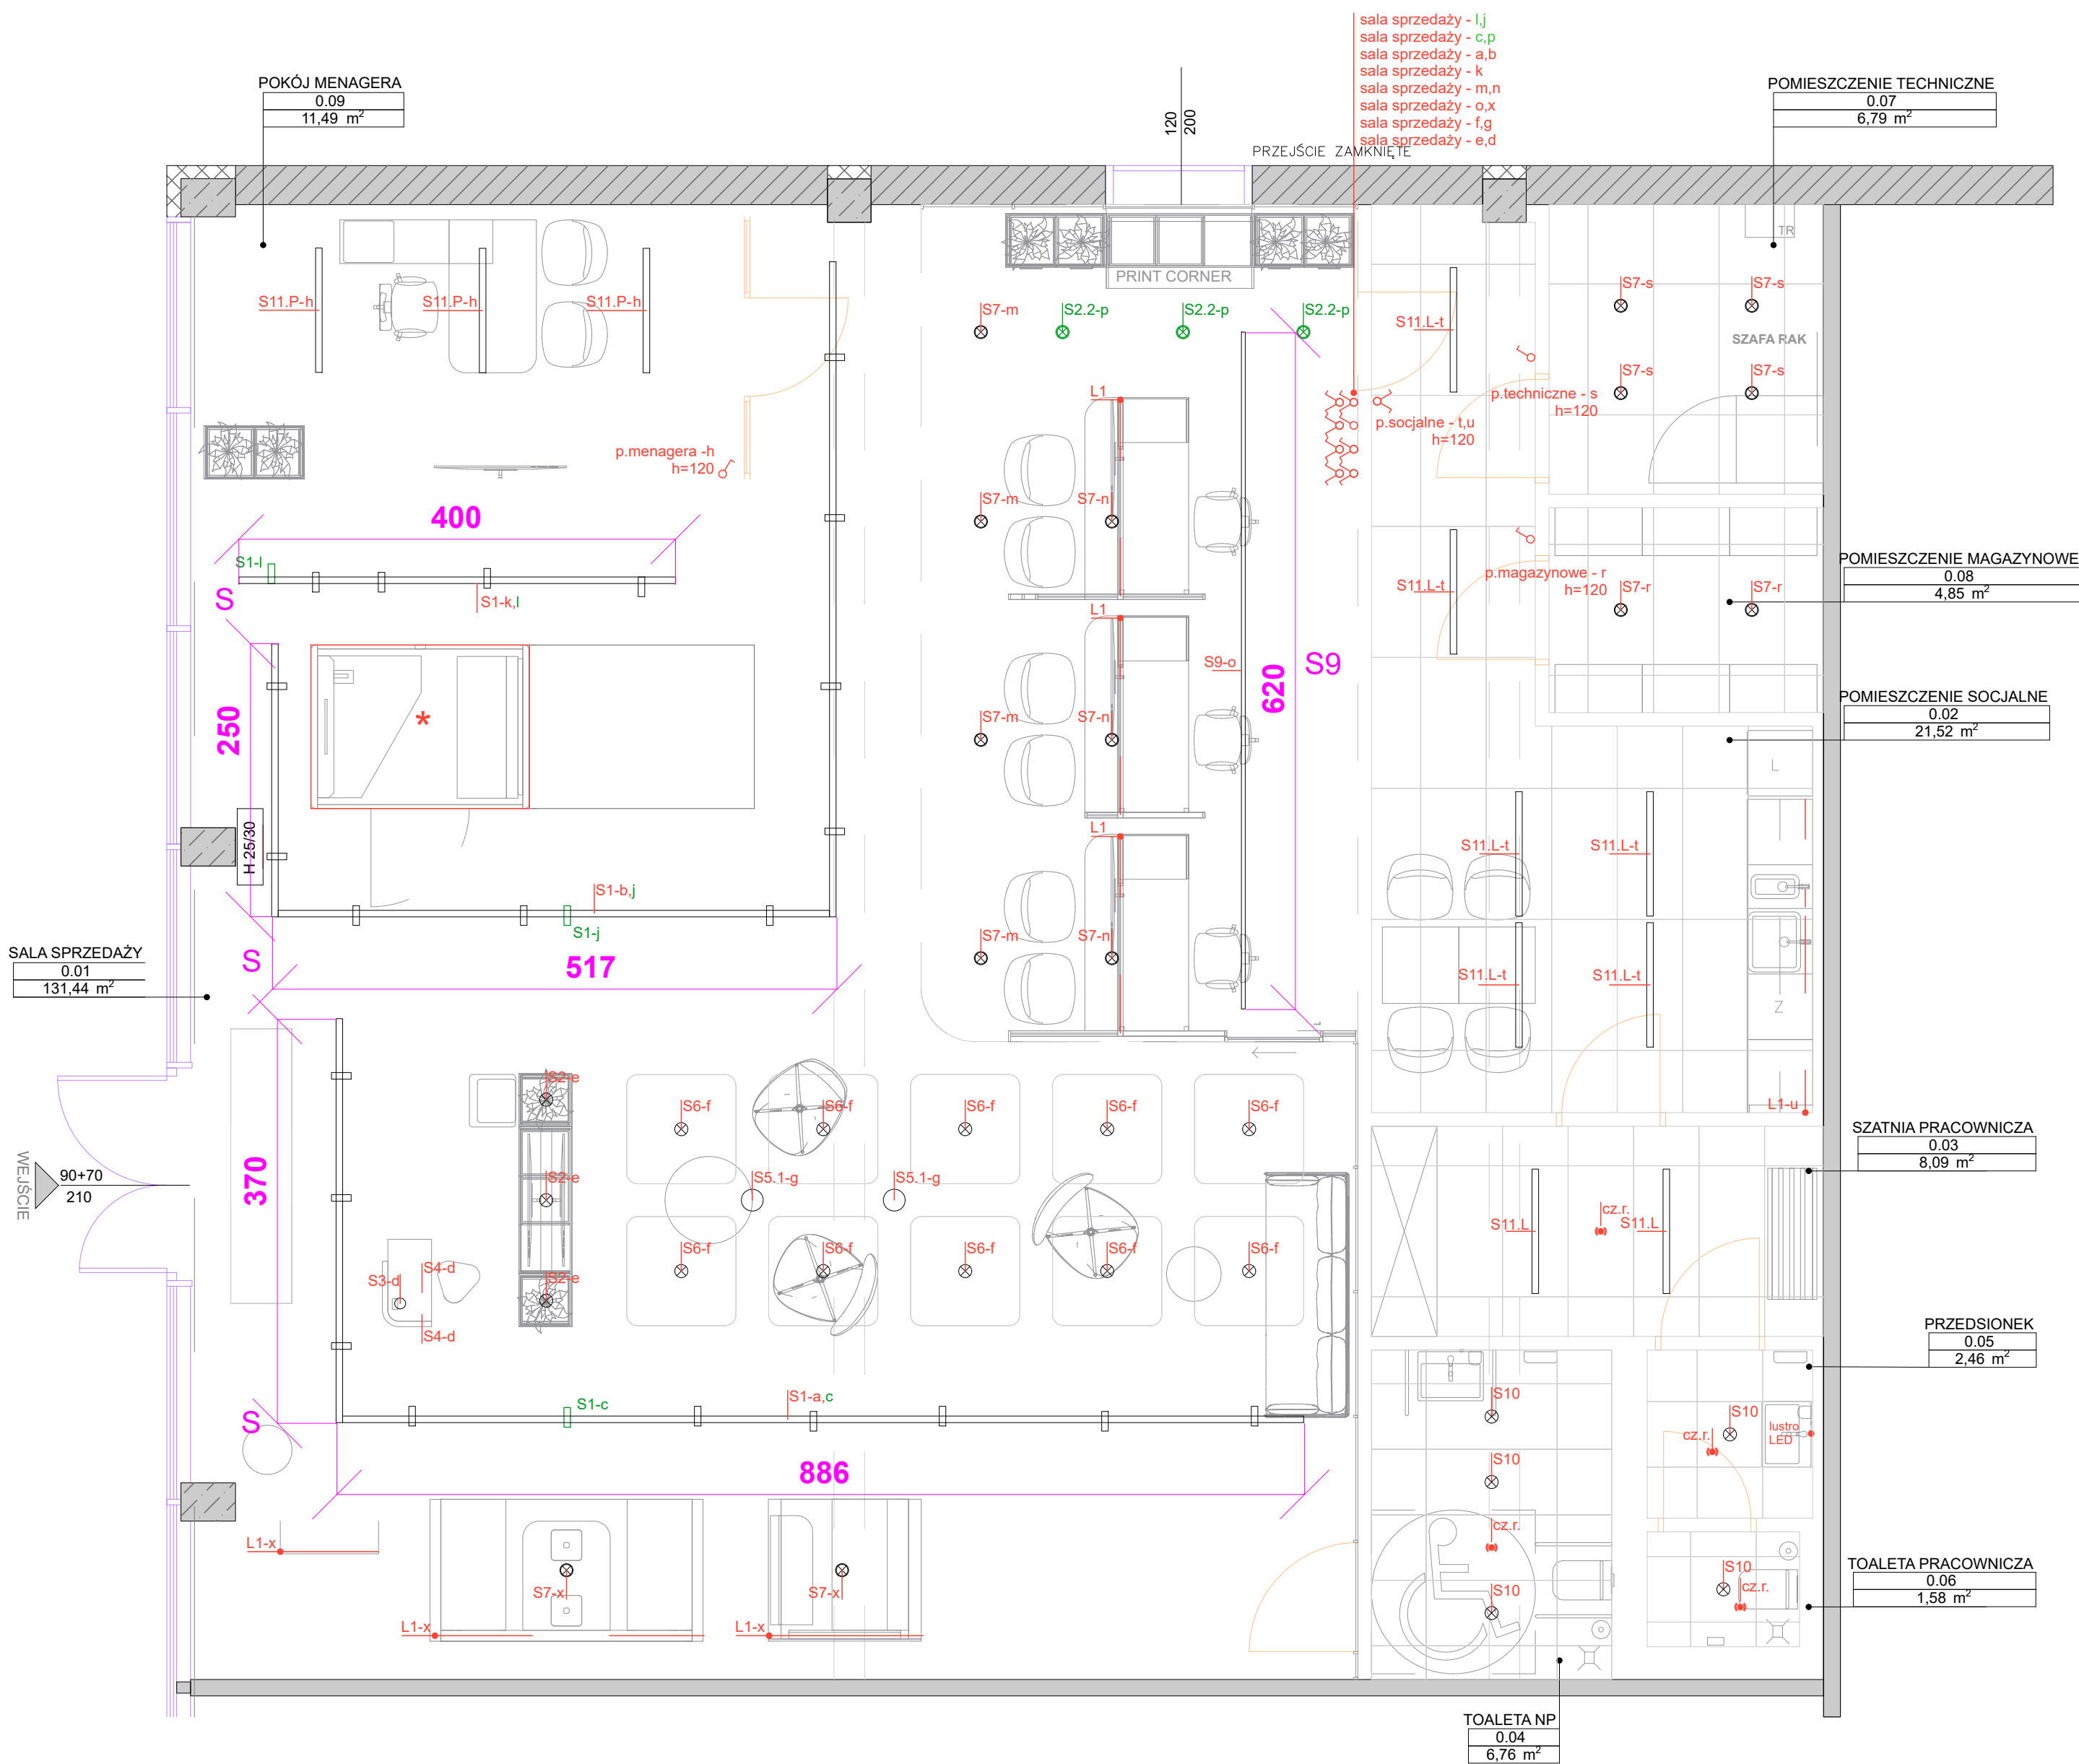 sala sprzedaży - l,j
sala sprzedaży - c,p
sala sprzedaży - a,b
sala sprzedaży - k
sala sprzedaży - m,n
sala sprzedaży - o,x
sala sprzedaży - f,g
sala sprzedaży - e,d
POKÓJ MENAGERA
0.09
11,49 m²
POMIESZCZENIE TECHNICZNE
0.07
6,79 m²
120
200
PRZEJŚCIE ZAMKNIĘTE
TR
PRINT CORNER
S11.P-h
S11.P-h
S11.P-h
S7-m
S2.2-p
S2.2-p
S2.2-p
S11.L-t
S7-s
S7-s
SZAFA RAK
S7-s
S7-s
L1
p.techniczne - s
h=120
p.socjalne - t,u
h=120
p.menagera -h
h=120
S7-m
S7-n
400
S1-l
S1-k,l
S
p.magazynowe - r
h=120
S11.L-t
S7-r
S7-r
POMIESZCZENIE MAGAZYNOWE
0.08
4,85 m²
L1
S9-o
S9
620
250
*
S7-m
S7-n
POMIESZCZENIE SOCJALNE
0.02
21,52 m²
L
H 25/30
L1
S11.L-t
S11.L-t
S1-b,j
S1-j
S7-m
S7-n
SALA SPRZEDAŻY
0.01
131,44 m²
S
517
S11.L-t
S11.L-t
Z
L
S2-e
S6-f
S6-f
S6-f
S6-f
S6-f
L1-u
WEJŚCIE
90+70
210
370
S2-e
S5.1-g
S5.1-g
SZATNIA PRACOWNICZA
0.03
8,09 m²
S11.L
cz.r.
S11.L
S3-d
S4-d
S4-d
S2-e
S6-f
S6-f
S6-f
S6-f
S6-f
PRZEDSIONEK
0.05
2,46 m²
S
S1-c
S1-a,c
S10
S10
cz.r.
lustro
LED
886
S10
L1-x
S7-x
S7-x
L1-x
L1-x
cz.r.
S10
S10
cz.r.
TOALETA PRACOWNICZA
0.06
1,58 m²
TOALETA NP
0.04
6,76 m²